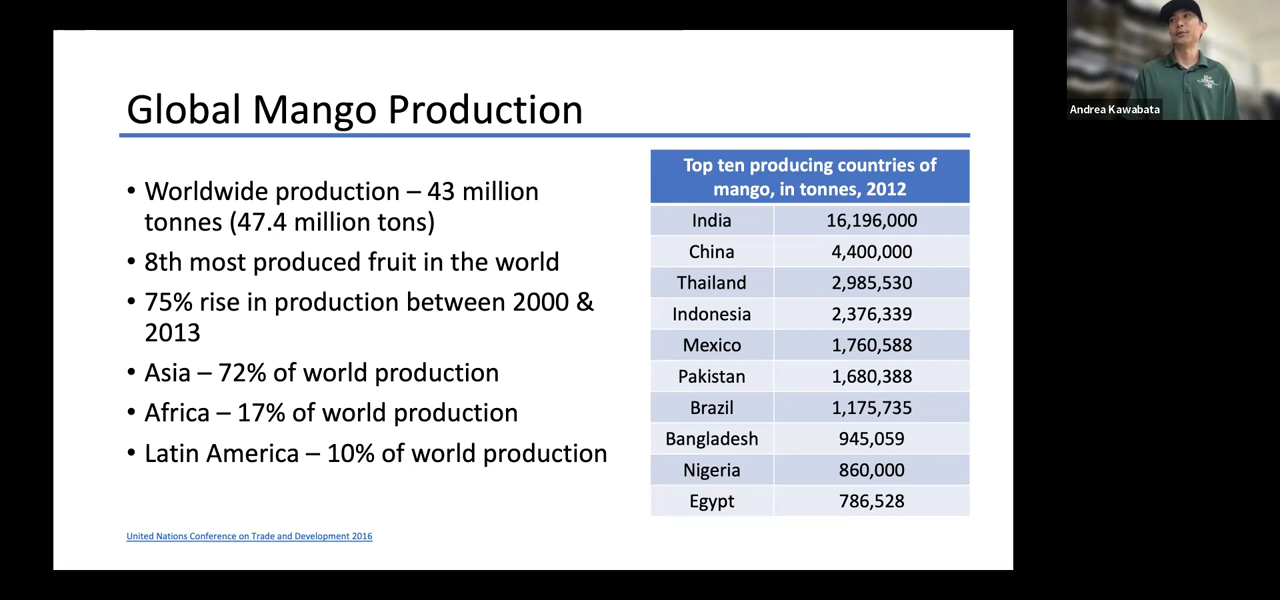 Global Mango Production
• Worldwide production – 43 million
tonnes (47.4 million tons)
• 8th most produced fruit in the world
• 75% rise in production between 2000 &
2013
• Asia – 72% of world production
• Africa – 17% of world production
• Latin America – 10% of world production
United Nations Conference on Trade and Development 2016
Top ten producing countries of
mango, in tonnes, 2012
India 16,196,000
China 4,400,000
Thailand 2,985,530
Indonesia 2,376,339
Mexico 1,760,588
Pakistan 1,680,388
Brazil 1,175,735
Bangladesh 945,059
Nigeria 860,000
Egypt 786,528
Andrea Kawabata